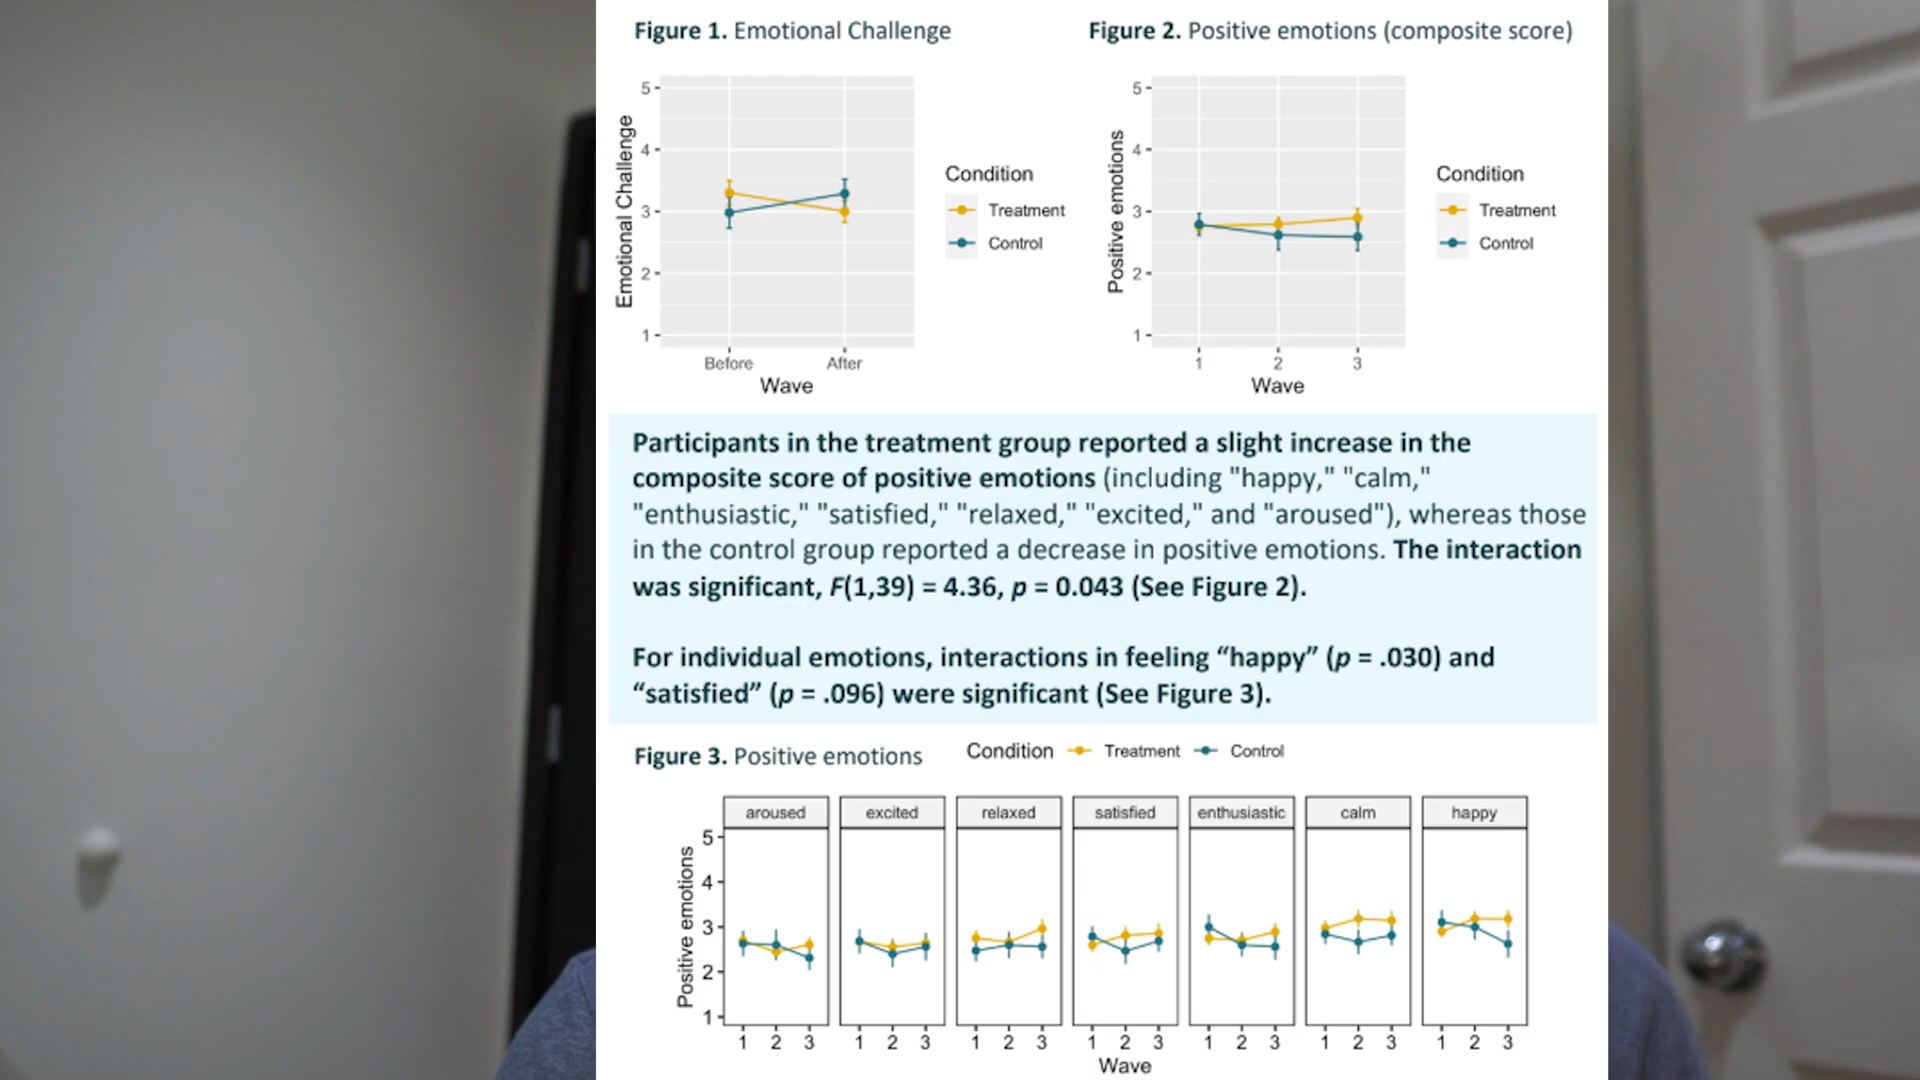 Figure 1. Emotional Challenge
5
4
3
2
1
Emotional Challenge
Before After
Wave
Condition
Treatment
Control
Figure 2. Positive emotions (composite score)
5
4
3
2
1
Positive emotions
1 2 3
Wave
Condition
Treatment
Control
Participants in the treatment group reported a slight increase in the
composite score of positive emotions (including "happy," "calm,"
"enthusiastic," "satisfied," "relaxed," "excited," and "aroused"), whereas those
in the control group reported a decrease in positive emotions. The interaction
was significant, F(1,39) = 4.36, p = 0.043 (See Figure 2).
For individual emotions, interactions in feeling “happy” (p = .030) and
“satisfied” (p = .096) were significant (See Figure 3).
Figure 3. Positive emotions
Condition Treatment Control
aroused excited relaxed satisfied enthusiastic calm happy
5
4
3
2
1
Positive emotions
1 2 3 1 2 3 1 2 3 1 2 3 1 2 3 1 2 3 1 2 3
Wave